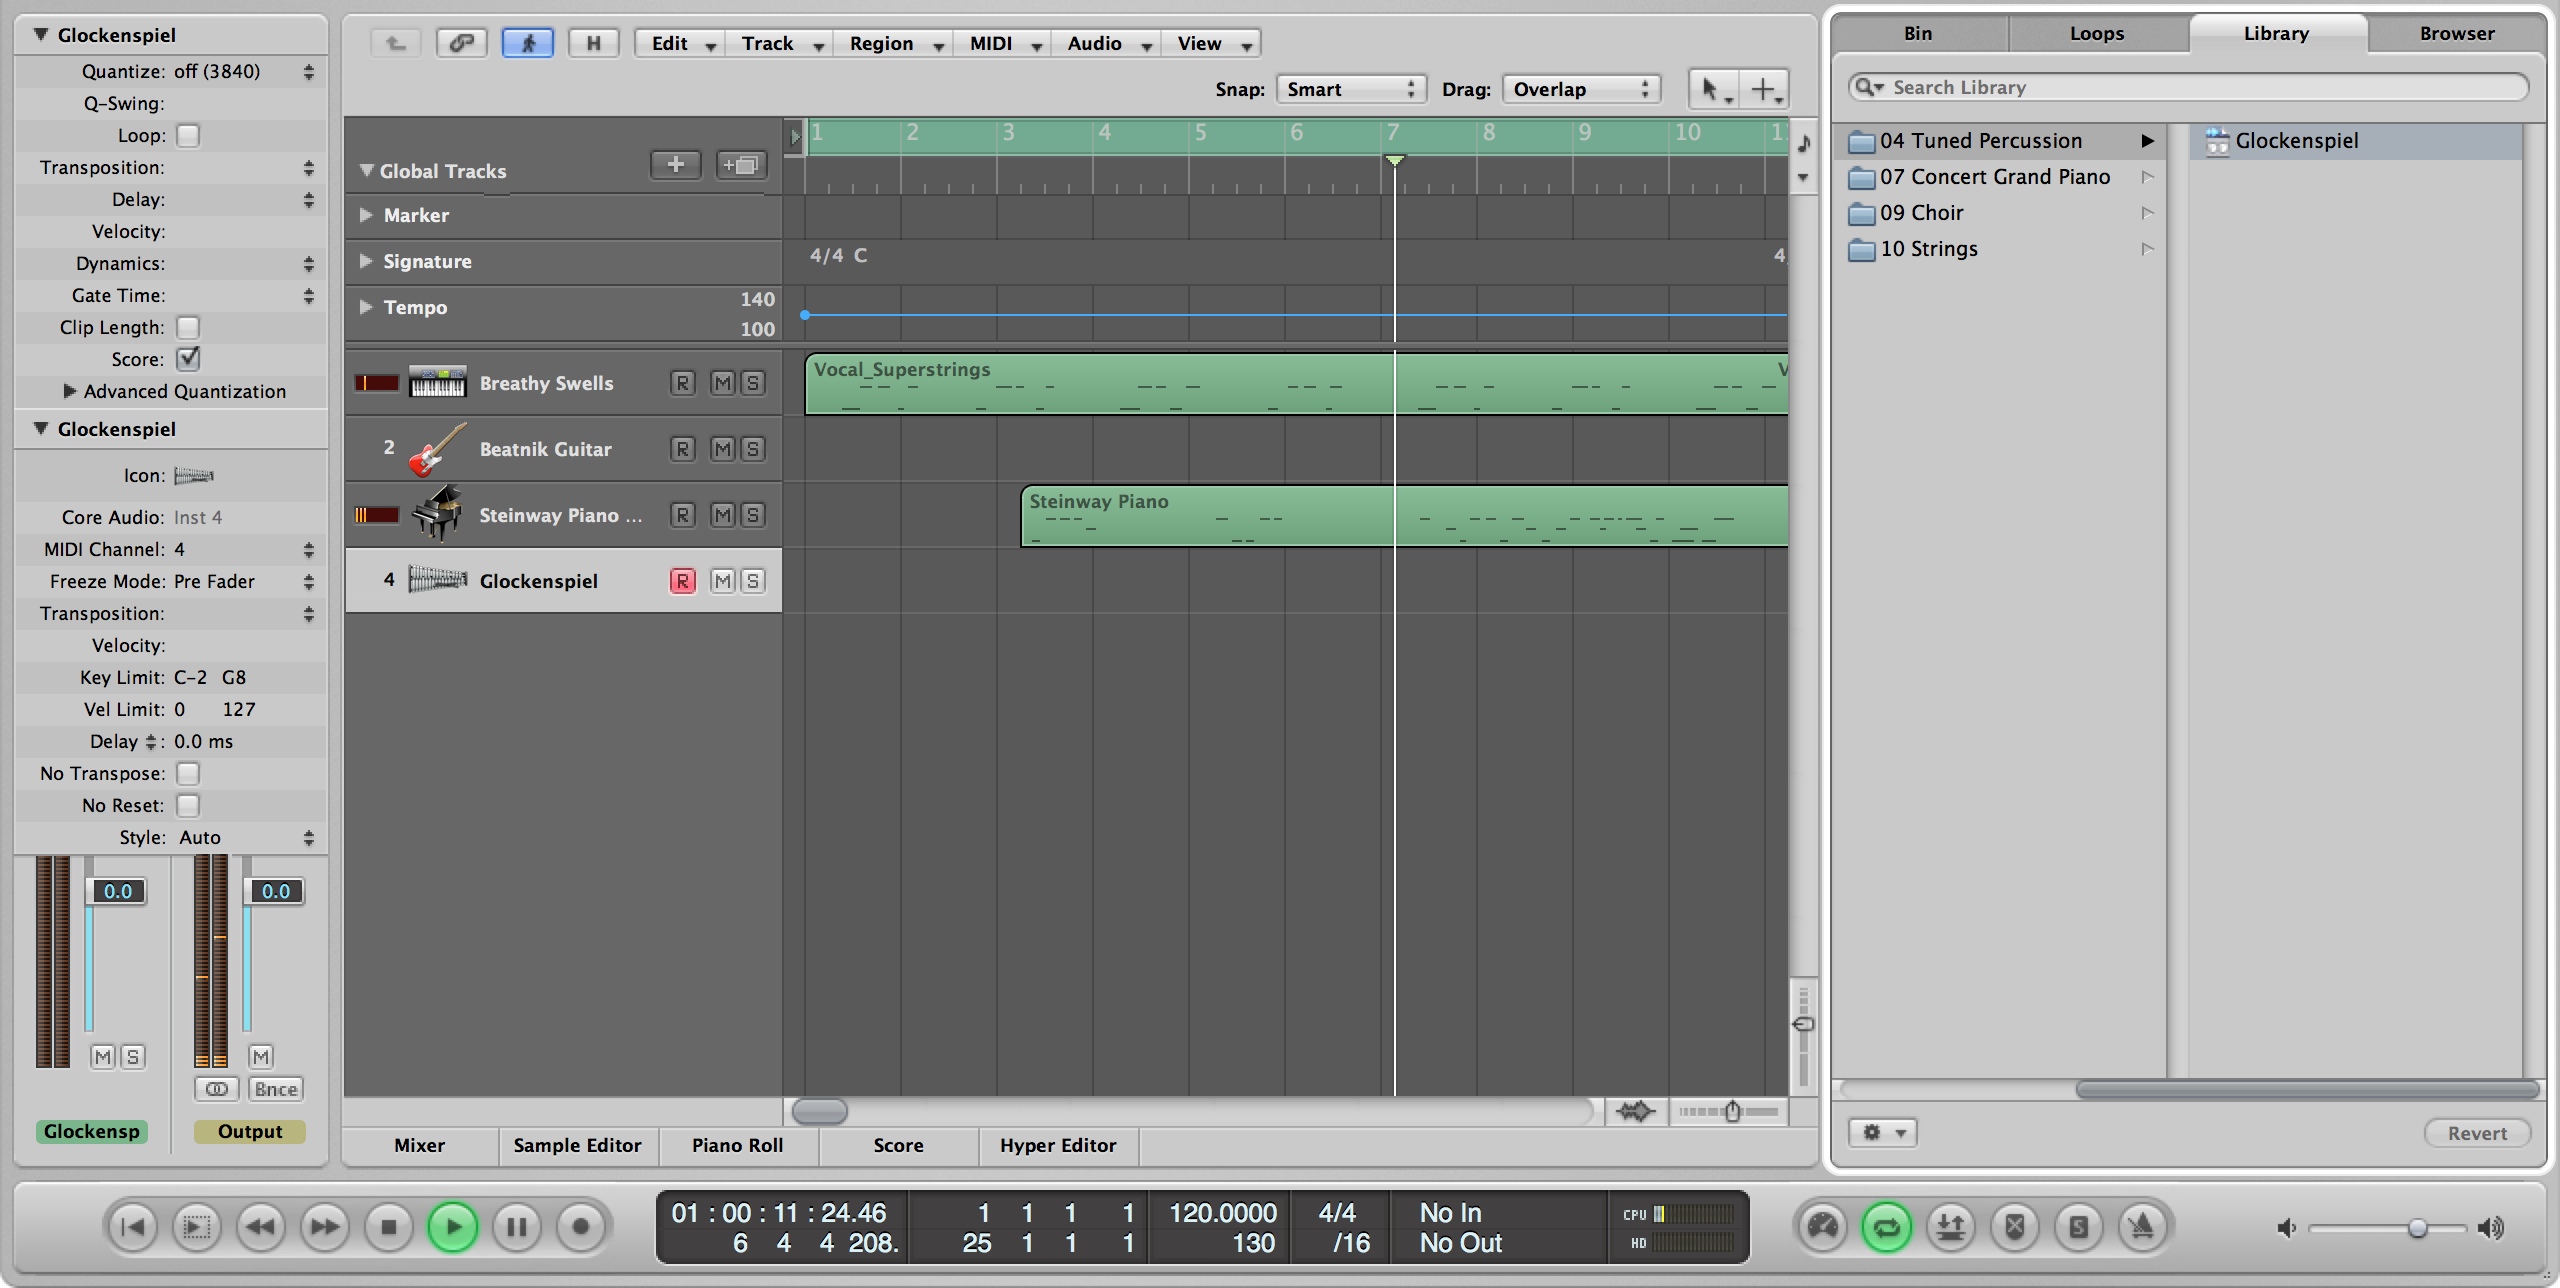 Glockenspiel
Quantize: off (3840)
Q-Swing:
Loop:
Transposition:
Delay:
Velocity:
Dynamics:
Gate Time:
Clip Length:
Score:
Advanced Quantization
Glockenspiel
Icon:
Core Audio: Inst 4
MIDI Channel: 4
Freeze Mode: Pre Fader
Transposition:
Velocity:
Key Limit: C-2 G8
Vel Limit: 0 127
Delay : 0.0 ms
No Transpose:
No Reset:
Style: Auto
0.0 0.0
M S M
Bnce
Glockensp Output
H Edit Track Region MIDI Audio View
Snap: Smart Drag: Overlap
1 2 3 4 5 6 7 8 9 10
Global Tracks
Marker
Signature 4/4 C
Tempo 140
100
Breathy Swells R M S
Vocal_Superstrings
2 Beatnik Guitar R M S
Steinway Piano ... R M S
Steinway Piano
4 Glockenspiel R M S
Mixer Sample Editor Piano Roll Score Hyper Editor
Bin Loops Library Browser
Search Library
04 Tuned Percussion Glockenspiel
07 Concert Grand Piano
09 Choir
10 Strings
Revert
01 : 00 : 11 : 24.46 1 1 1 1 120.0000 4/4 No In CPU
6 4 4 208. 25 1 1 1 130 /16 No Out HD
S